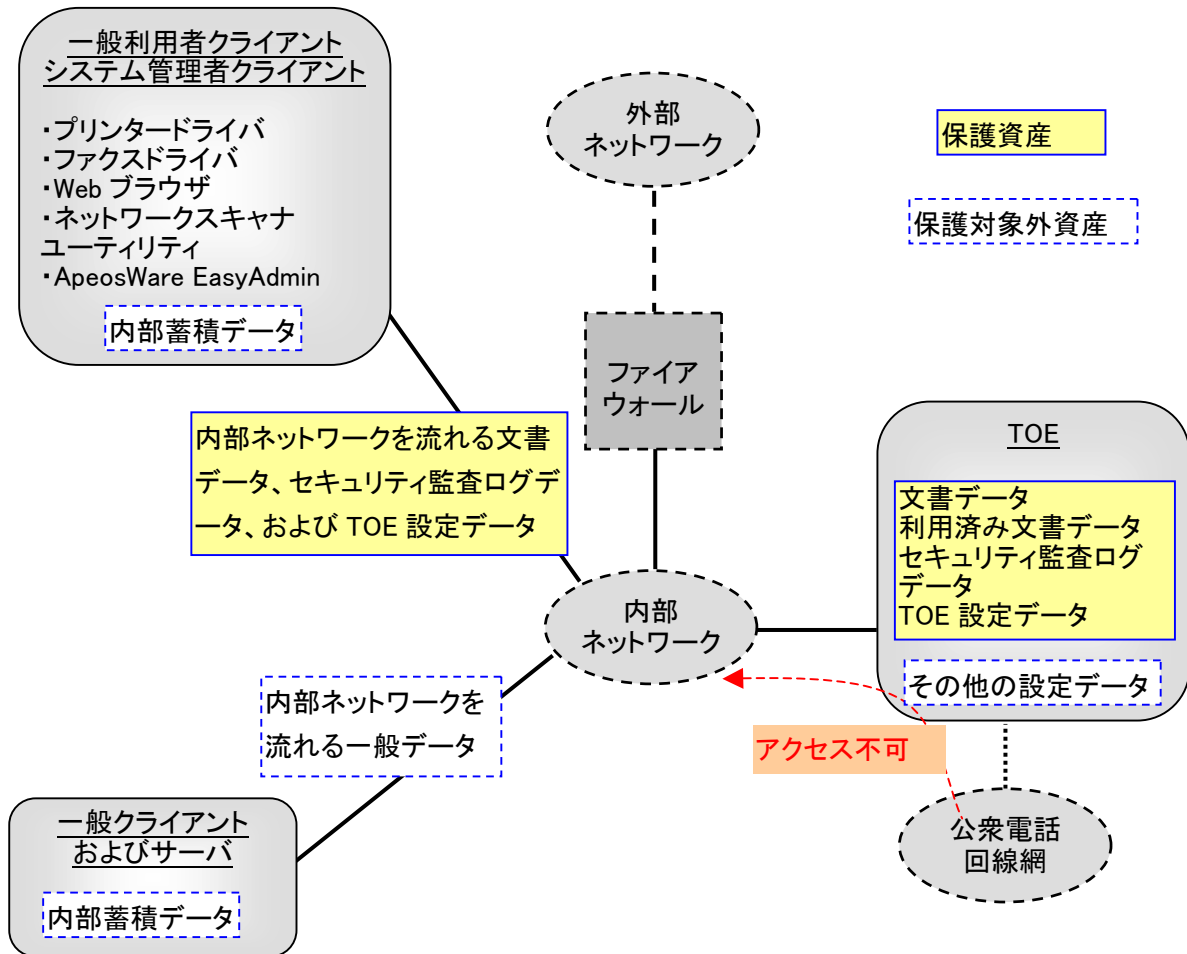 一般利用者クライアント
システム管理者クライアント
・プリンタードライバ
・ファクスドライバ
・Web ブラウザ
・ネットワークスキャナ
ユーティリティ
・ApeosWare EasyAdmin
内部蓄積データ
外部
ネットワーク
保護資産
保護対象外資産
ファイア
ウォール
内部ネットワークを流れる文書
データ、セキュリティ監査ログデ
ータ、および TOE 設定データ
TOE
文書データ
利用済み文書データ
セキュリティ監査ログ
データ
TOE 設定データ
その他の設定データ
内部
ネットワーク
内部ネットワークを
流れる一般データ
アクセス不可
公衆電話
回線網
一般クライアント
およびサーバ
内部蓄積データ